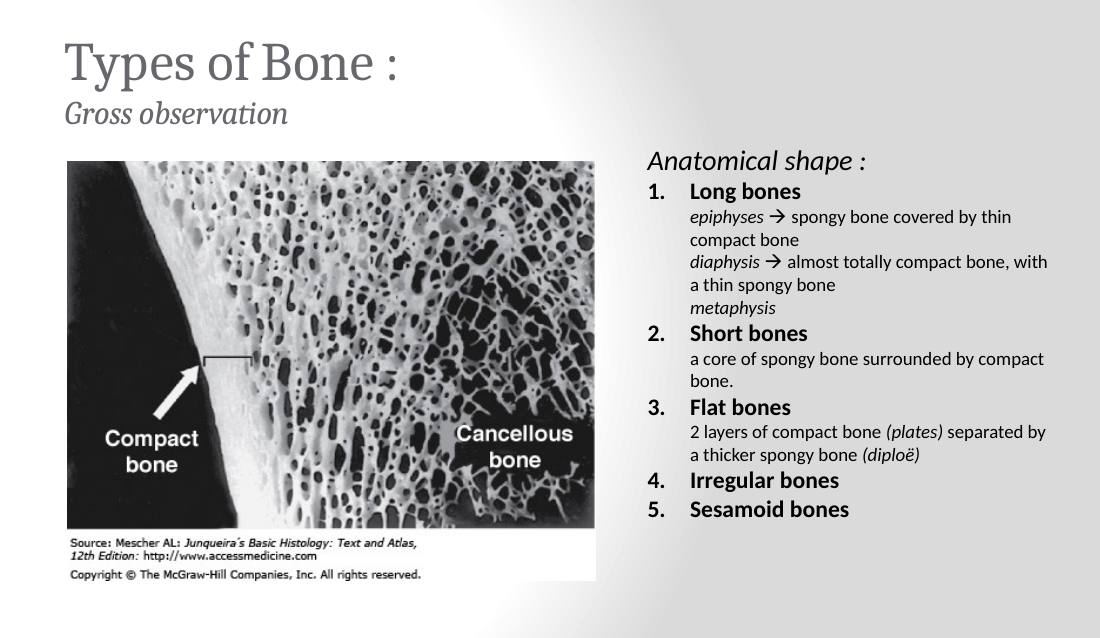 Types of Bone :
Gross observation
Compact
bone
Cancellous
bone
Source: Mescher AL: Junqueira's Basic Histology: Text and Atlas,
12th Edition: http://www.accessmedicine.com
Copyright © The McGraw-Hill Companies, Inc. All rights reserved.
Anatomical shape :
1. Long bones
epiphyses → spongy bone covered by thin
compact bone
diaphysis → almost totally compact bone, with
a thin spongy bone
metaphysis
2. Short bones
a core of spongy bone surrounded by compact
bone.
3. Flat bones
2 layers of compact bone (plates) separated by
a thicker spongy bone (diploë)
4. Irregular bones
5. Sesamoid bones